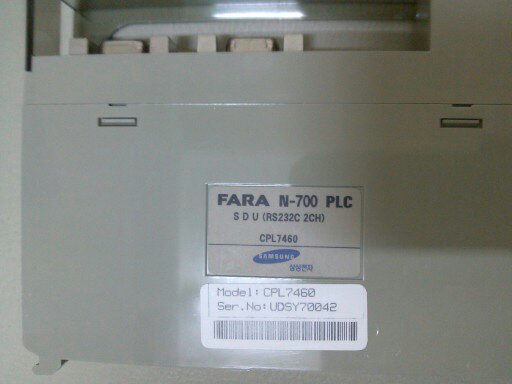 FARA N-700 PLC
SDU (RS232C 2CH)
CPL7460
SAMSUNG
삼성전자
Model: CPL7460
Ser.No: UDSY70042